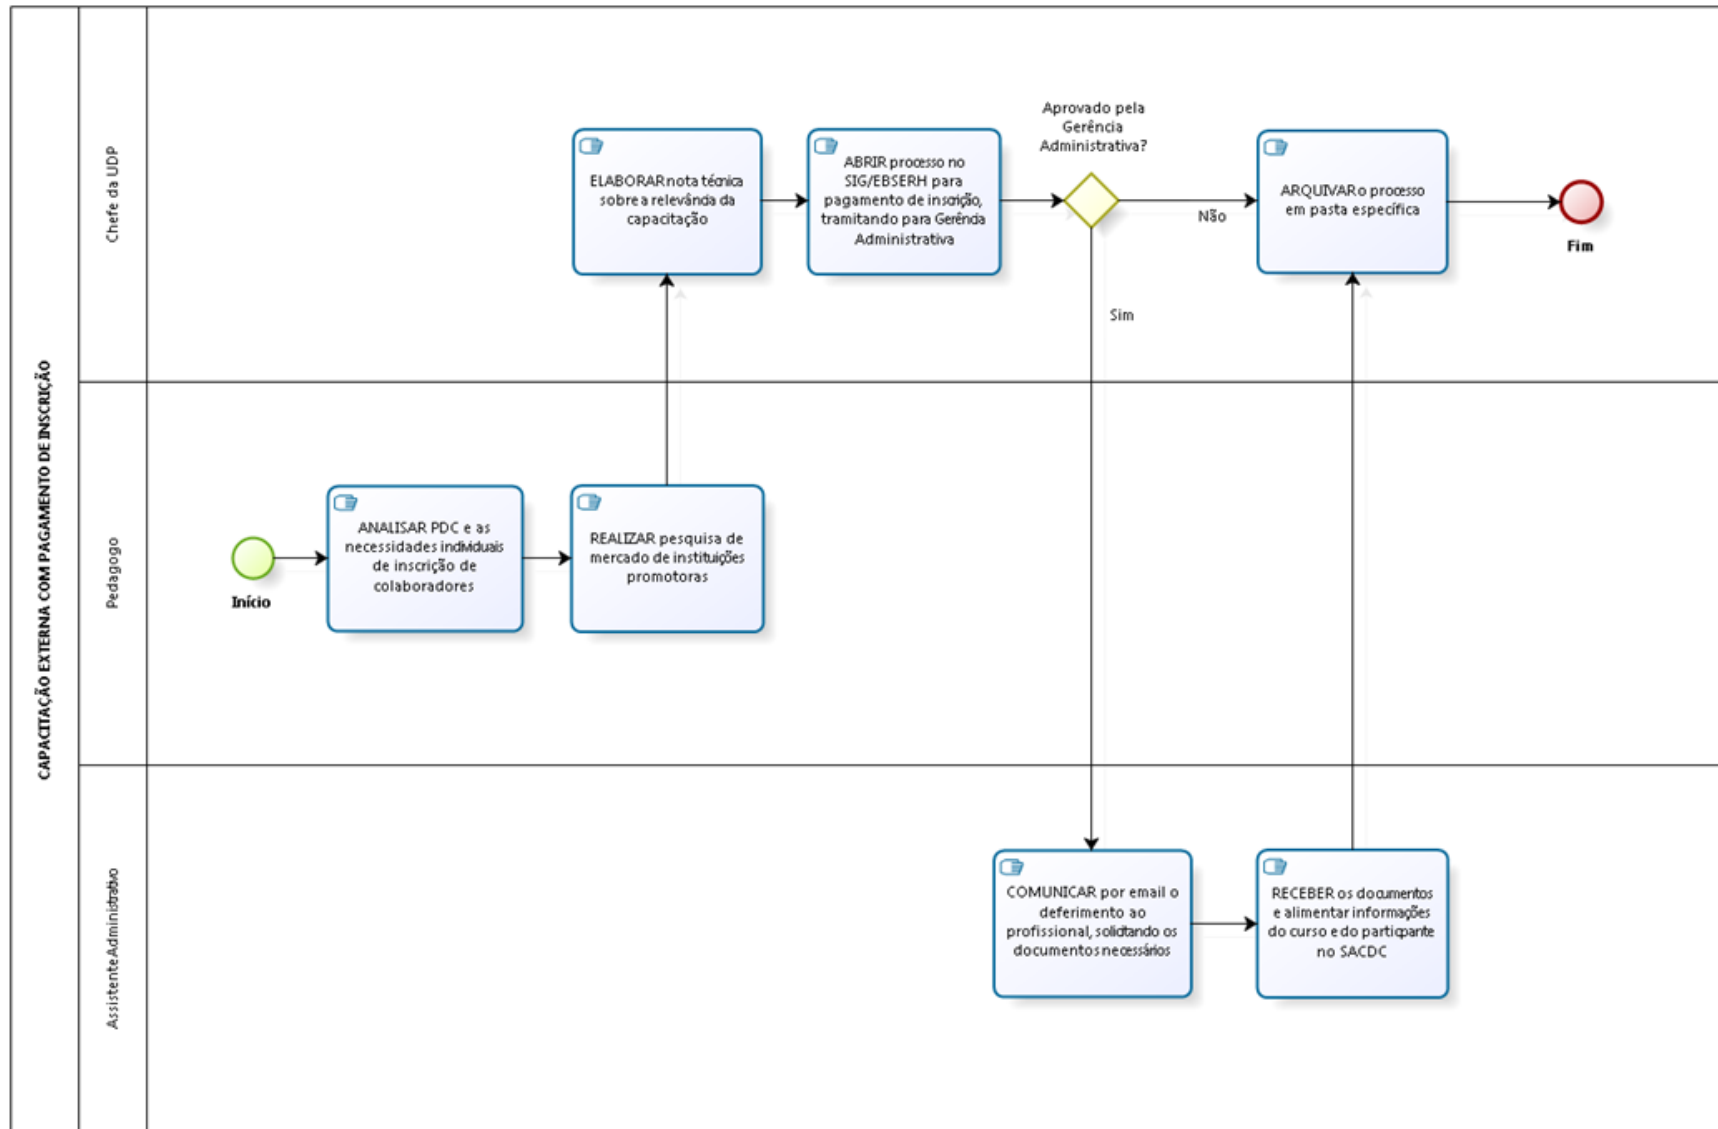 CAPACITAÇÃO EXTERNA COM PAGAMENTO DE INSCRIÇÃO
Chefe da UDP
ELABORAR nota técnica
sobre a relevância da
capacitação
ABRIR processo no
SIG/EBSERH para
pagamento de inscrição,
tramitando para Gerência
Administrativa
Aprovado pela
Gerência
Administrativa?
Não
Sim
ARQUIVAR o processo
em pasta específica
Fim
Pedagogo
Início
ANALISAR PDC e as
necessidades individuais
de inscrição de
colaboradores
REALIZAR pesquisa de
mercado de instituições
promotoras
Assistente Administrativo
COMUNICAR por email o
deferimento ao
profissional, solicitando os
documentos necessários
RECEBER os documentos
e alimentar informações
do curso e do participante
no SACDC